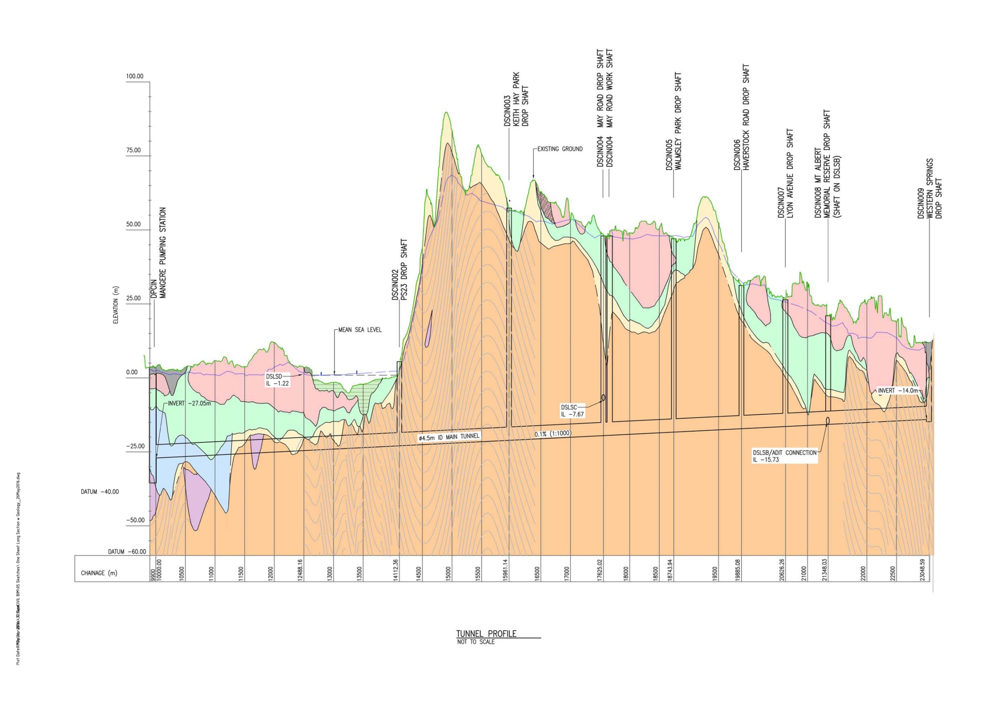 100.00
75.00
50.00
25.00
0.00
−25.00
−50.00
ELEVATION (m)
DATUM −40.00
DATUM −60.00
DPCIN
MANGERE PUMPING STATION
INVERT −27.05m
DSLSD
IL −1.22
MEAN SEA LEVEL
DSCIN002
PS23 DROP SHAFT
DSCIN003
KEITH HAY PARK
DROP SHAFT
EXISTING GROUND
DSCIN004 MAY ROAD DROP SHAFT
DSCIN004 MAY ROAD WORK SHAFT
DSCIN005
WALMSLEY PARK DROP SHAFT
DSCIN006
HAVERSTOCK ROAD DROP SHAFT
DSCIN007
LYON AVENUE DROP SHAFT
DSCIN008 MT ALBERT
MEMORIAL RESERVE DROP SHAFT
(SHAFT ON DSLSB)
DSCIN009
WESTERN SPRINGS
DROP SHAFT
INVERT −14.0m
DSLSC
IL −7.67
ø4.5m ID MAIN TUNNEL
0.1% (1:1000)
DSLSB/ADIT CONNECTION
IL −15.73
CHAINAGE (m)
9900
10000.00
10500
11000
11500
12000
12488.16
13000
13500
14112.36
14500
15000
15500
15961.14
16500
17000
17625.02
18000
18500
18743.94
19500
19885.08
20626.26
21000
21348.03
22000
22500
23048.59
TUNNEL PROFILE
NOT TO SCALE